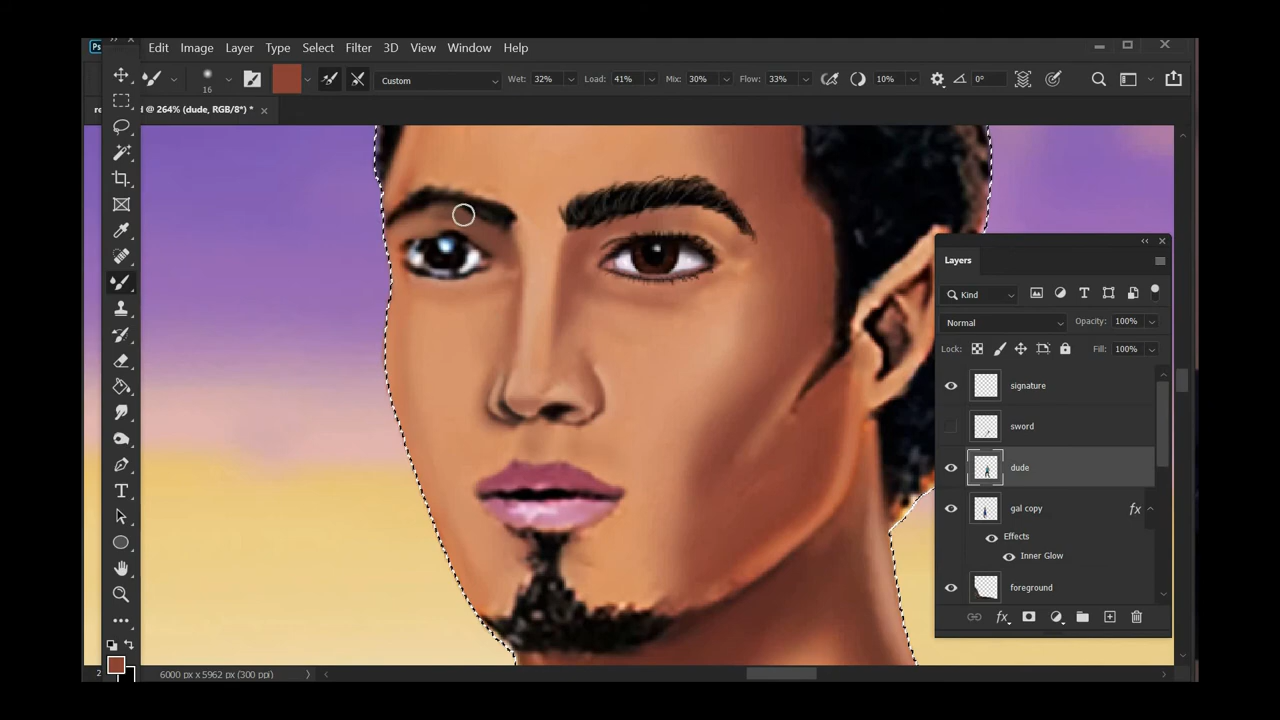 Ps Edit Image Layer Type Select Filter 3D View Window Help
16 Custom Wet: 32% Load: 41% Mix: 30% Flow: 33% 10% 0°
d @ 264% (dude, RGB/8*) *
Layers
Kind
Normal Opacity: 100%
Lock: Fill: 100%
signature
sword
dude
gal copy fx
Effects
Inner Glow
foreground
fx
6000 px x 5962 px (300 ppi)